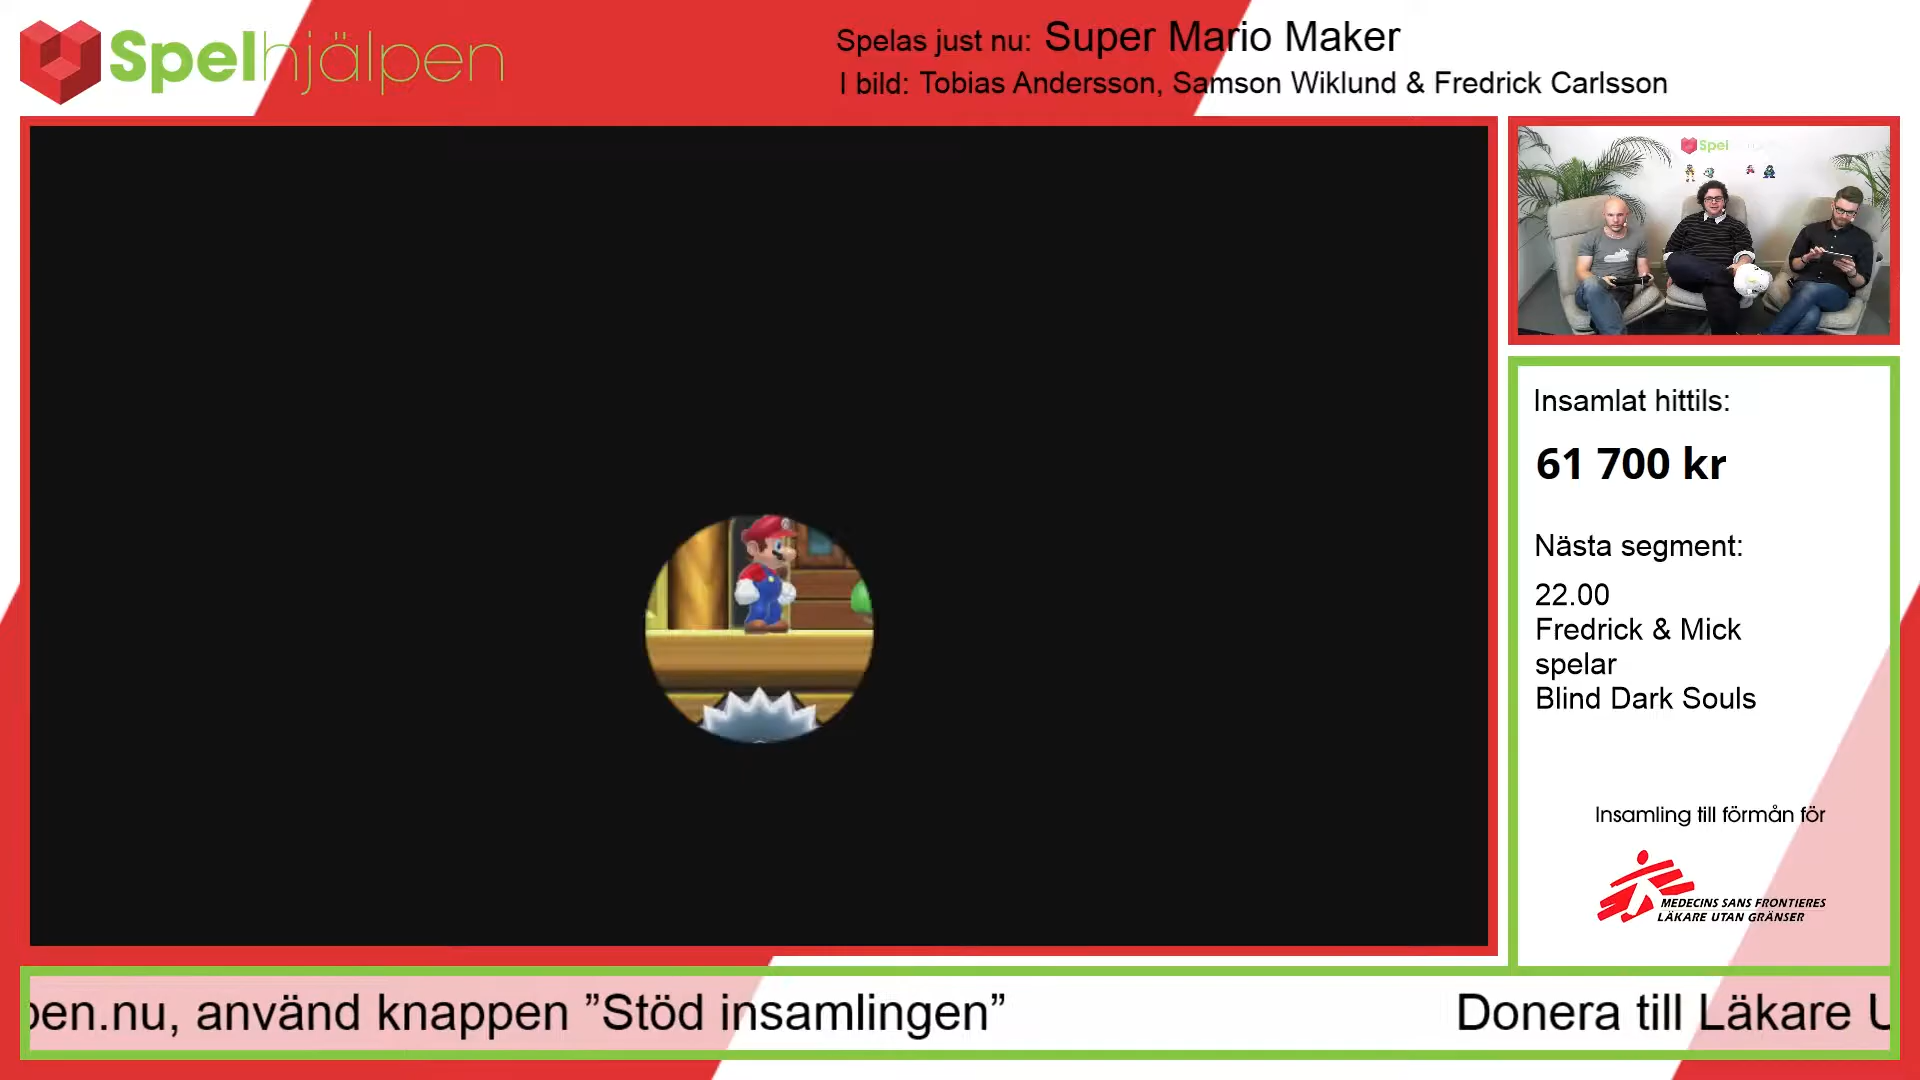 Spelhjälpen
Spelas just nu: Super Mario Maker
I bild: Tobias Andersson, Samson Wiklund & Fredrick Carlsson
Spel
Insamlat hittils:
61 700 kr
Nästa segment:
22.00
Fredrick & Mick
spelar
Blind Dark Souls
Insamling till förmån för
MEDECINS SANS FRONTIERES
LÄKARE UTAN GRÄNSER
pen.nu, använd knappen ”Stöd insamlingen” Donera till Läkare U